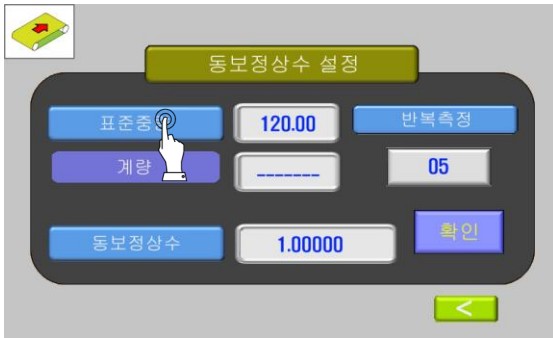 동보정상수 설정
표준중
120.00
반복측정
계량
-------
05
동보정상수
1.00000
확인
<